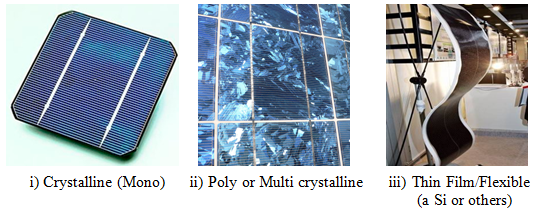 i) Crystalline (Mono)
ii) Poly or Multi crystalline
iii) Thin Film/Flexible
(a Si or others)